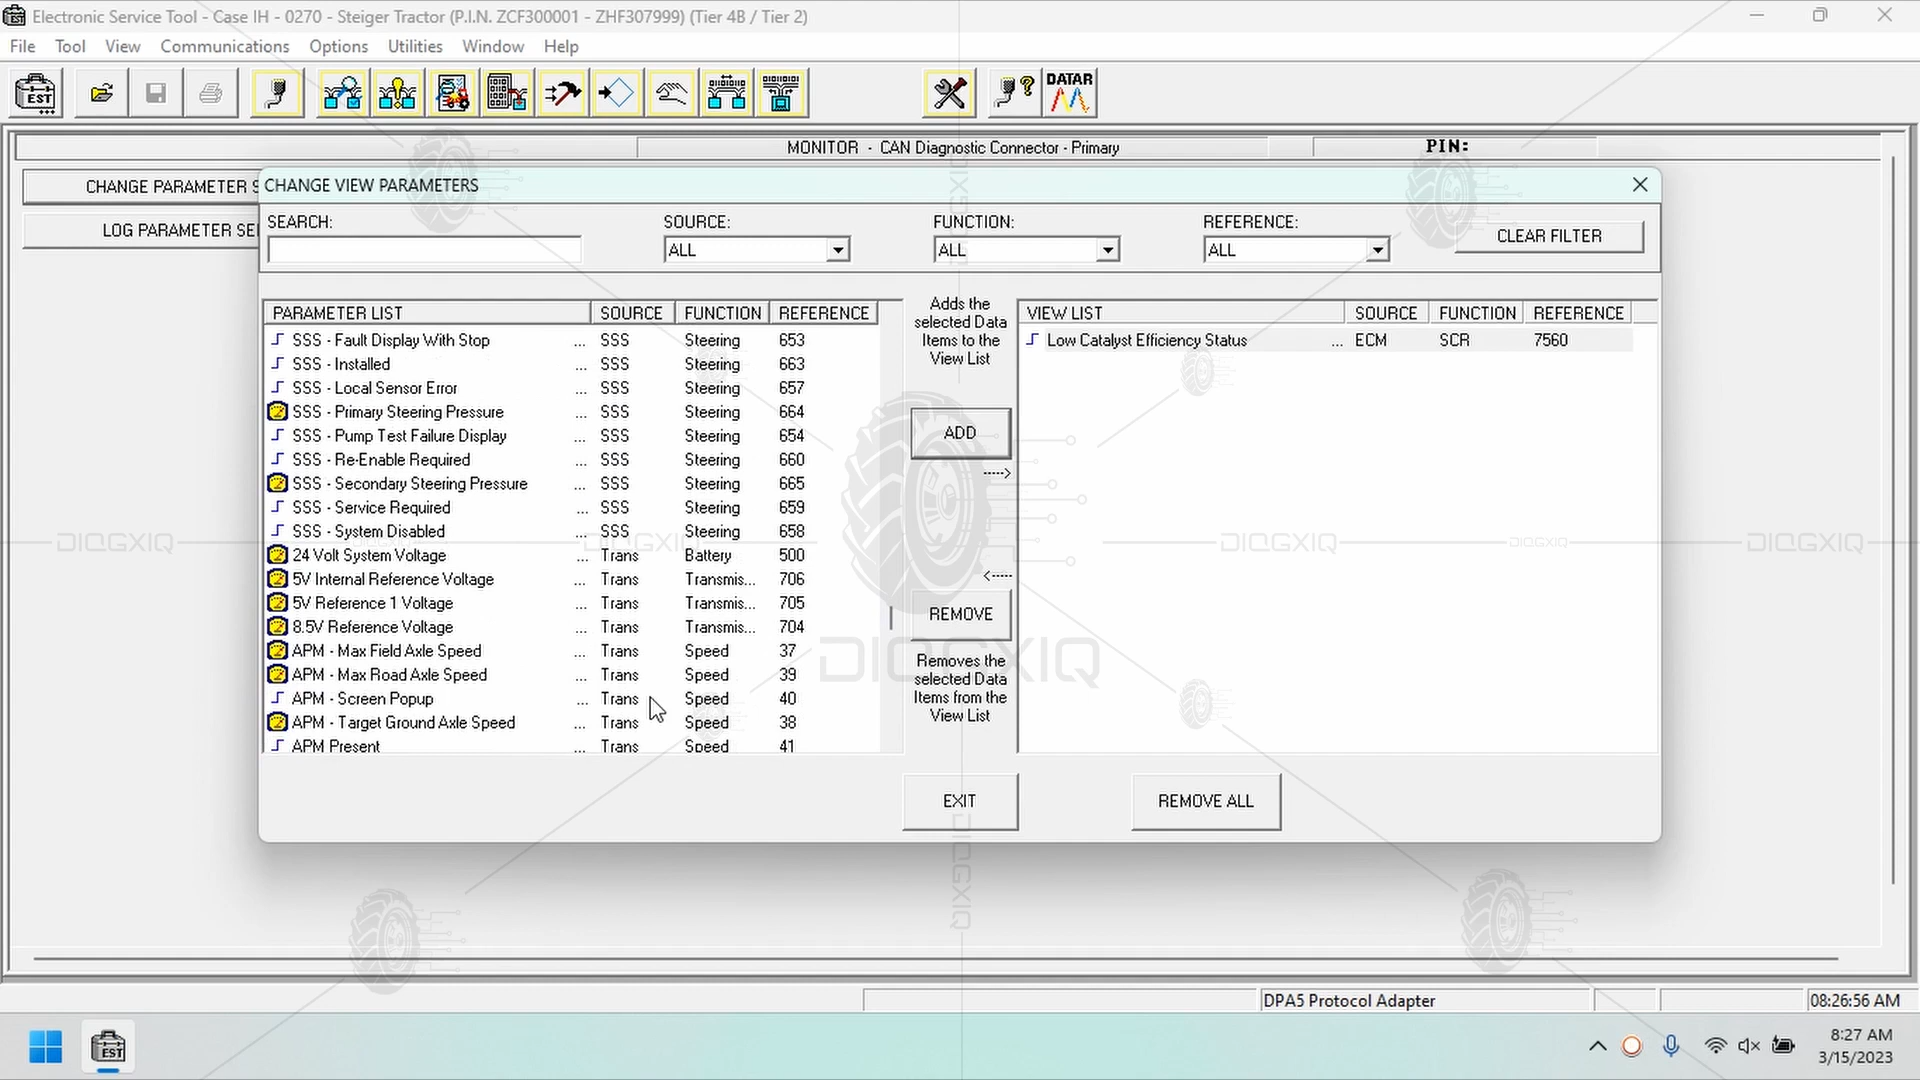 Electronic Service Tool - Case IH - 0270 - Steiger Tractor (P.I.N. ZCF300001 - ZHF307999) (Tier 4B / Tier 2)
File Tool View Communications Options Utilities Window Help
EST DATAR
MONITOR - CAN Diagnostic Connector - Primary PIN:
CHANGE PARAMETER S
LOG PARAMETER SE
CHANGE VIEW PARAMETERS
SEARCH: SOURCE: FUNCTION: REFERENCE:
ALL ALL ALL CLEAR FILTER
PARAMETER LIST SOURCE FUNCTION REFERENCE
SSS - Fault Display With Stop ... SSS Steering 653
SSS - Installed ... SSS Steering 663
SSS - Local Sensor Error ... SSS Steering 657
SSS - Primary Steering Pressure ... SSS Steering 664
SSS - Pump Test Failure Display ... SSS Steering 654
SSS - Re-Enable Required ... SSS Steering 660
SSS - Secondary Steering Pressure ... SSS Steering 665
SSS - Service Required ... SSS Steering 659
SSS - System Disabled ... SSS Steering 658
24 Volt System Voltage ... Trans Battery 500
5V Internal Reference Voltage ... Trans Transmis... 706
5V Reference 1 Voltage ... Trans Transmis... 705
8.5V Reference Voltage ... Trans Transmis... 704
APM - Max Field Axle Speed ... Trans Speed 37
APM - Max Road Axle Speed ... Trans Speed 39
APM - Screen Popup ... Trans Speed 40
APM - Target Ground Axle Speed ... Trans Speed 38
APM Present ... Trans Speed 41
Adds the
selected Data
Items to the
View List
ADD
---->
<----
REMOVE
Removes the
selected Data
Items from the
View List
VIEW LIST SOURCE FUNCTION REFERENCE
Low Catalyst Efficiency Status ... ECM SCR 7560
EXIT REMOVE ALL
DIAGXIQ DIAGXIQ DIAGXIQ DIAGXIQ DIAGXIQ
DIAGXIQ
DIAGXIQ
DPA5 Protocol Adapter 08:26:56 AM
EST
8:27 AM
3/15/2023